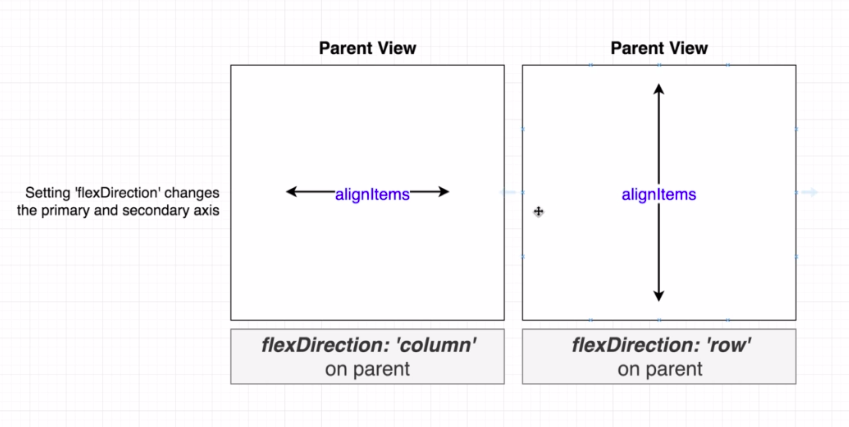 Parent View
Parent View
Setting 'flexDirection' changes
the primary and secondary axis
alignItems
alignItems
flexDirection: 'column'
on parent
flexDirection: 'row'
on parent